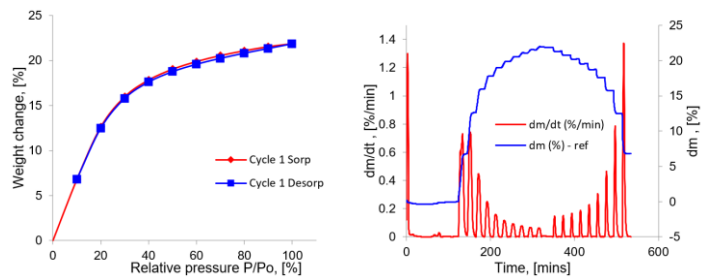 Weight change, [%]
25
20
15
10
5
0
0 20 40 60 80 100
Relative pressure P/Po, [%]
Cycle 1 Sorp
Cycle 1 Desorp
dm/dt , [%/min]
1.4
1.2
1
0.8
0.6
0.4
0.2
0
0 200 400 600
Time, [mins]
dm/dt (%/min)
dm (%) - ref
25
20
15
10
5
0
-5
dm , [%]